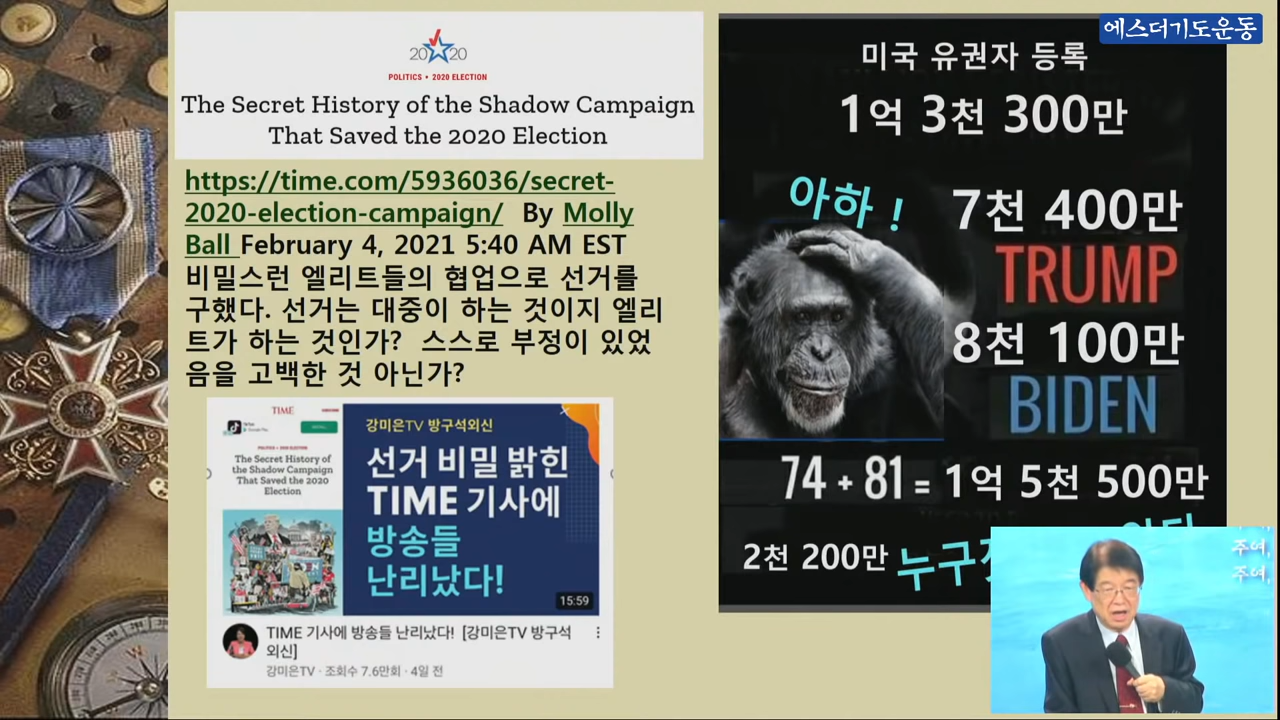 에스더기도운동
2020
POLITICS • 2020 ELECTION
The Secret History of the Shadow Campaign
That Saved the 2020 Election
https://time.com/5936036/secret-
2020-election-campaign/ By Molly
Ball February 4, 2021 5:40 AM EST
비밀스런 엘리트들의 협업으로 선거를
구했다. 선거는 대중이 하는 것이지 엘리
트가 하는 것인가? 스스로 부정이 있었
음을 고백한 것 아닌가?
TIME
POLITICS • 2020 ELECTION
The Secret History of
the Shadow Campaign
That Saved the 2020
Election
강미은TV 방구석외신
선거 비밀 밝힌
TIME 기사에
방송들
난리났다!
15:59
TIME 기사에 방송들 난리났다! [강미은TV 방구석
외신]
강미은TV · 조회수 7.6만회 · 4일 전
미국 유권자 등록
1억 3천 300만
아하 !
7천 400만
TRUMP
8천 100만
BIDEN
74 + 81 = 1억 5천 500만
2천 200만
주여,
주여,